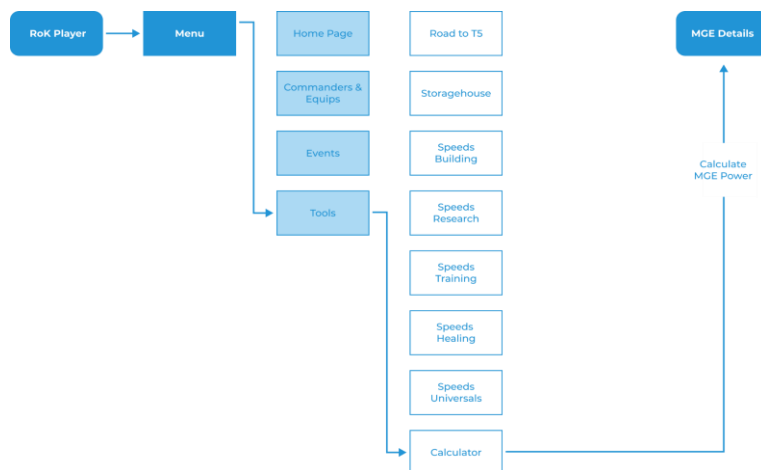 RoK Player
Menu
Home Page
Road to T5
MGE Details
Commanders &
Equips
Storagehouse
Events
Speeds
Building
Calculate
MGE Power
Tools
Speeds
Research
Speeds
Training
Speeds
Healing
Speeds
Universals
Calculator